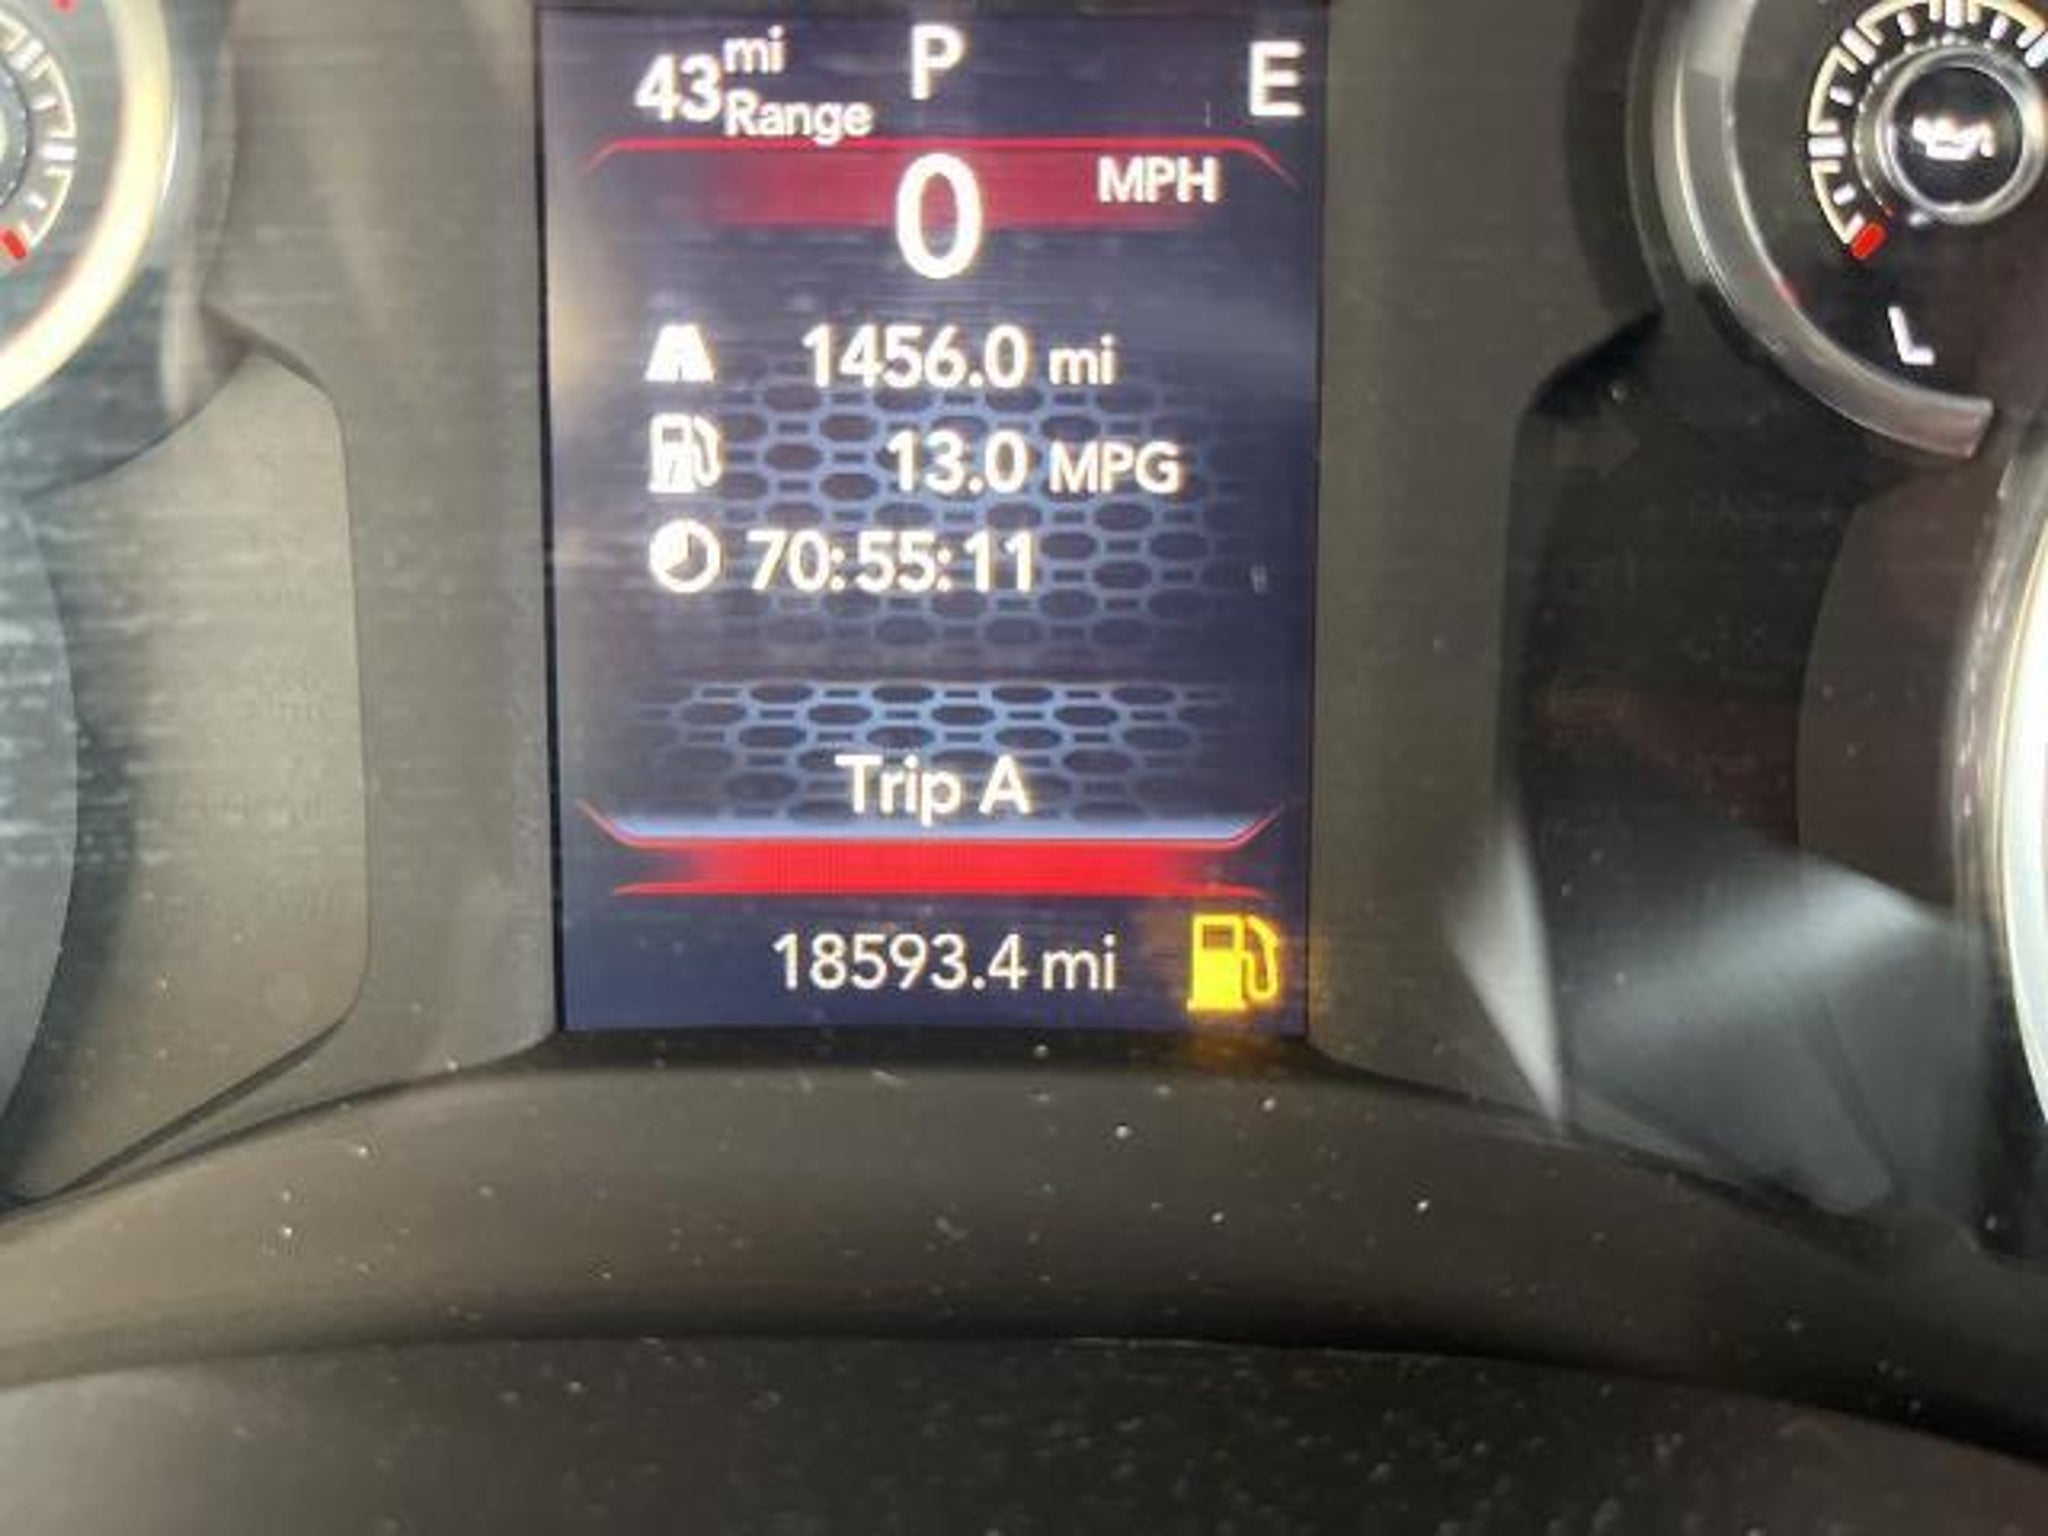 43 mi Range P E
0 MPH
1456.0 mi
13.0 MPG
70:55:11
Trip A
18593.4 mi
L